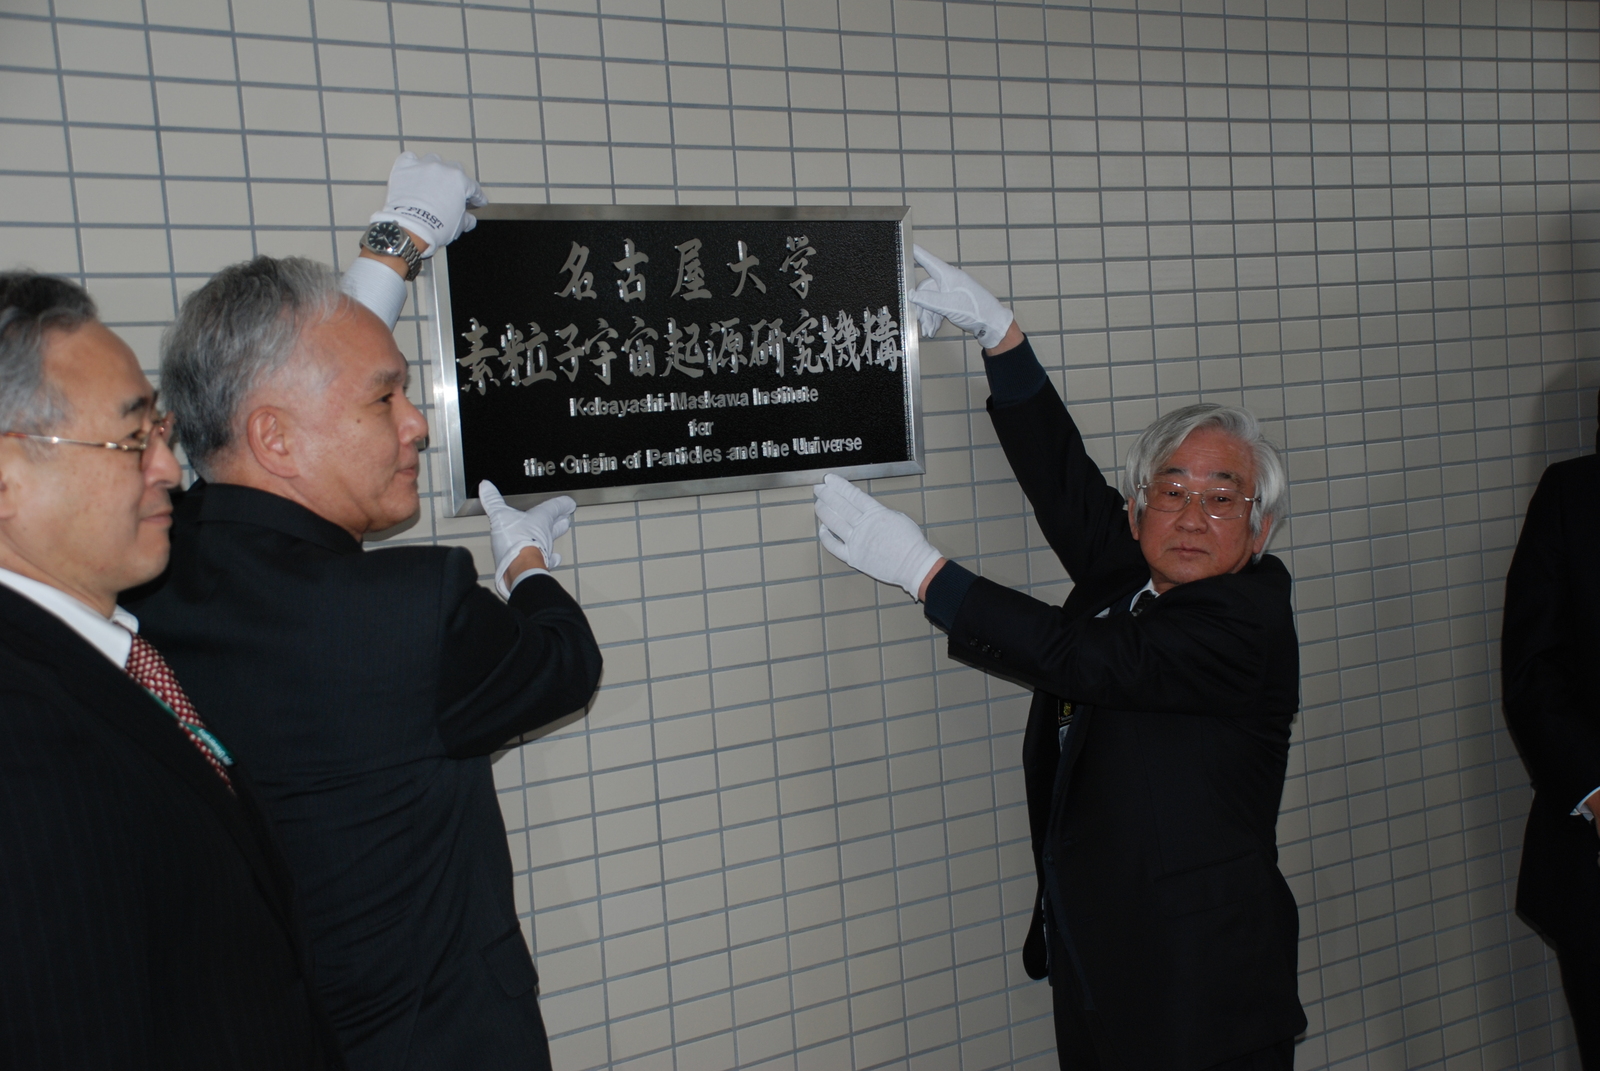 名古屋大学
素粒子宇宙起源研究機構
Kobayashi-Maskawa Institute
for
the Origin of Particles and the Universe
FIRST